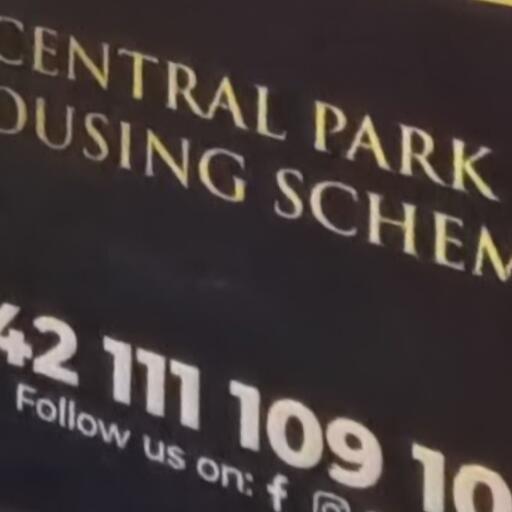 CENTRAL PARK
OUSING SCHEM
42 111 109 10
Follow us on: